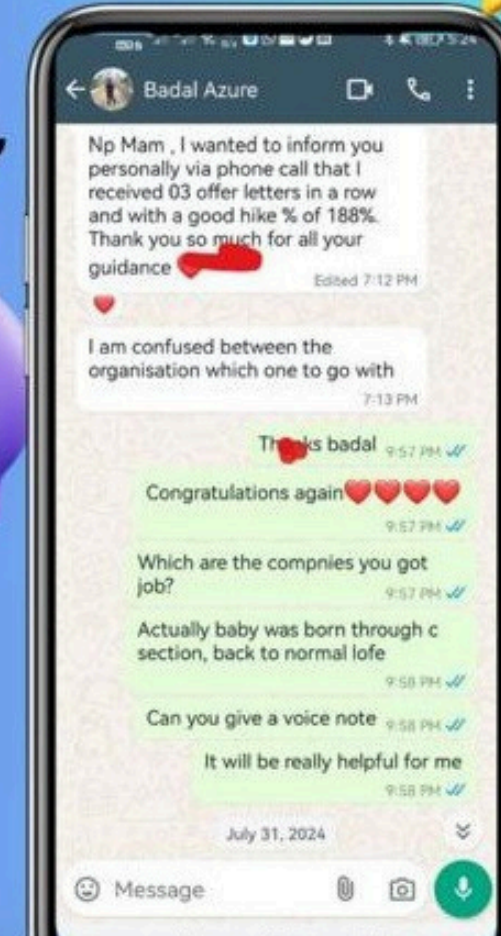 Badal Azure
Np Mam , I wanted to inform you
personally via phone call that I
received 03 offer letters in a row
and with a good hike % of 188%.
Thank you so much for all your
guidance
Edited 7:12 PM
I am confused between the
organisation which one to go with
7:13 PM
badal 9:57 PM
Congratulations again❤️❤️❤️❤️
9:57 PM
Which are the compnies you got
job?
9:57 PM
Actually baby was born through c
section, back to normal lofe
9:58 PM
Can you give a voice note 9:58 PM
It will be really helpful for me
9:58 PM
July 31, 2024
Message